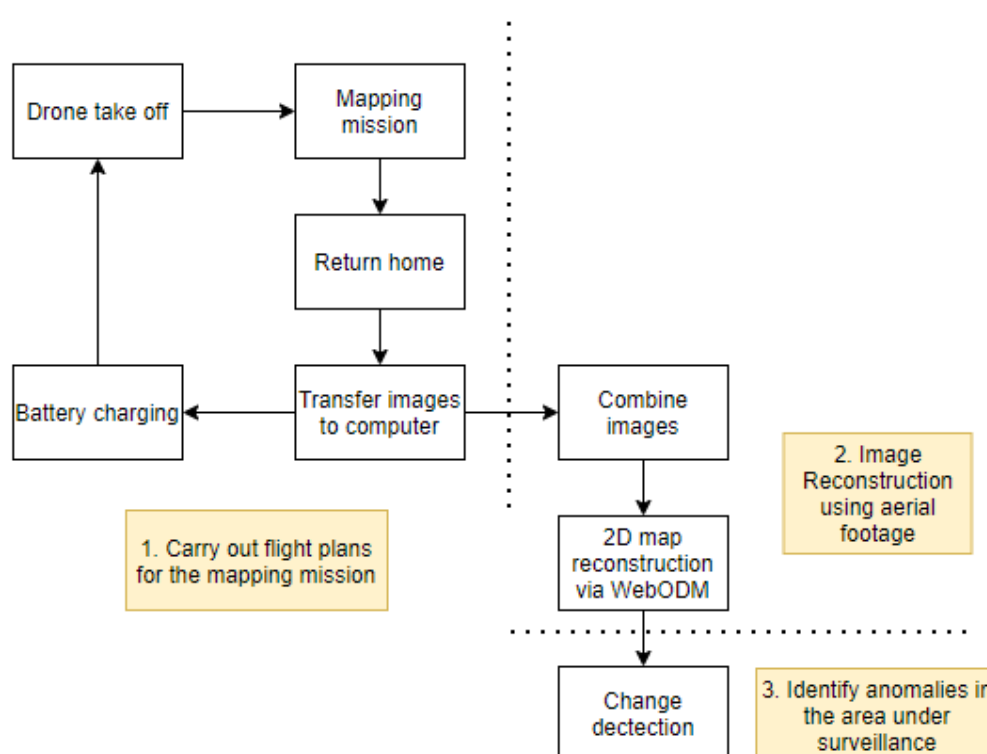 Drone take off
Mapping
mission
Return home
Battery charging
Transfer images
to computer
Combine
images
2. Image
Reconstruction
using aerial
footage
1. Carry out flight plans
for the mapping mission
2D map
reconstruction
via WebODM
Change
dectection
3. Identify anomalies in
the area under
surveillance